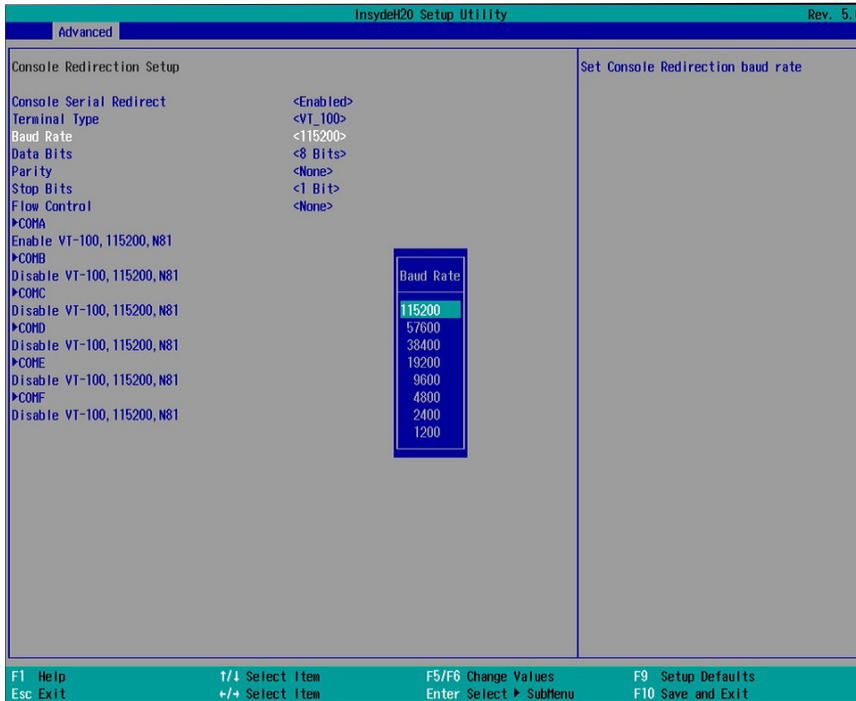 InsydeH20 Setup Utility Rev. 5.
Advanced
Console Redirection Setup
Set Console Redirection baud rate
Console Serial Redirect <Enabled>
Terminal Type <VT_100>
Baud Rate <115200>
Data Bits <8 Bits>
Parity <None>
Stop Bits <1 Bit>
Flow Control <None>
▶COMA
Enable VT-100,115200,N81
▶COMB
Disable VT-100,115200,N81
▶COMC
Disable VT-100,115200,N81
▶COMD
Disable VT-100,115200,N81
▶COME
Disable VT-100,115200,N81
▶COMF
Disable VT-100,115200,N81
Baud Rate
115200
57600
38400
19200
9600
4800
2400
1200
F1 Help ↑/↓ Select Item F5/F6 Change Values F9 Setup Defaults
Esc Exit ←/→ Select Item Enter Select ▶ SubMenu F10 Save and Exit